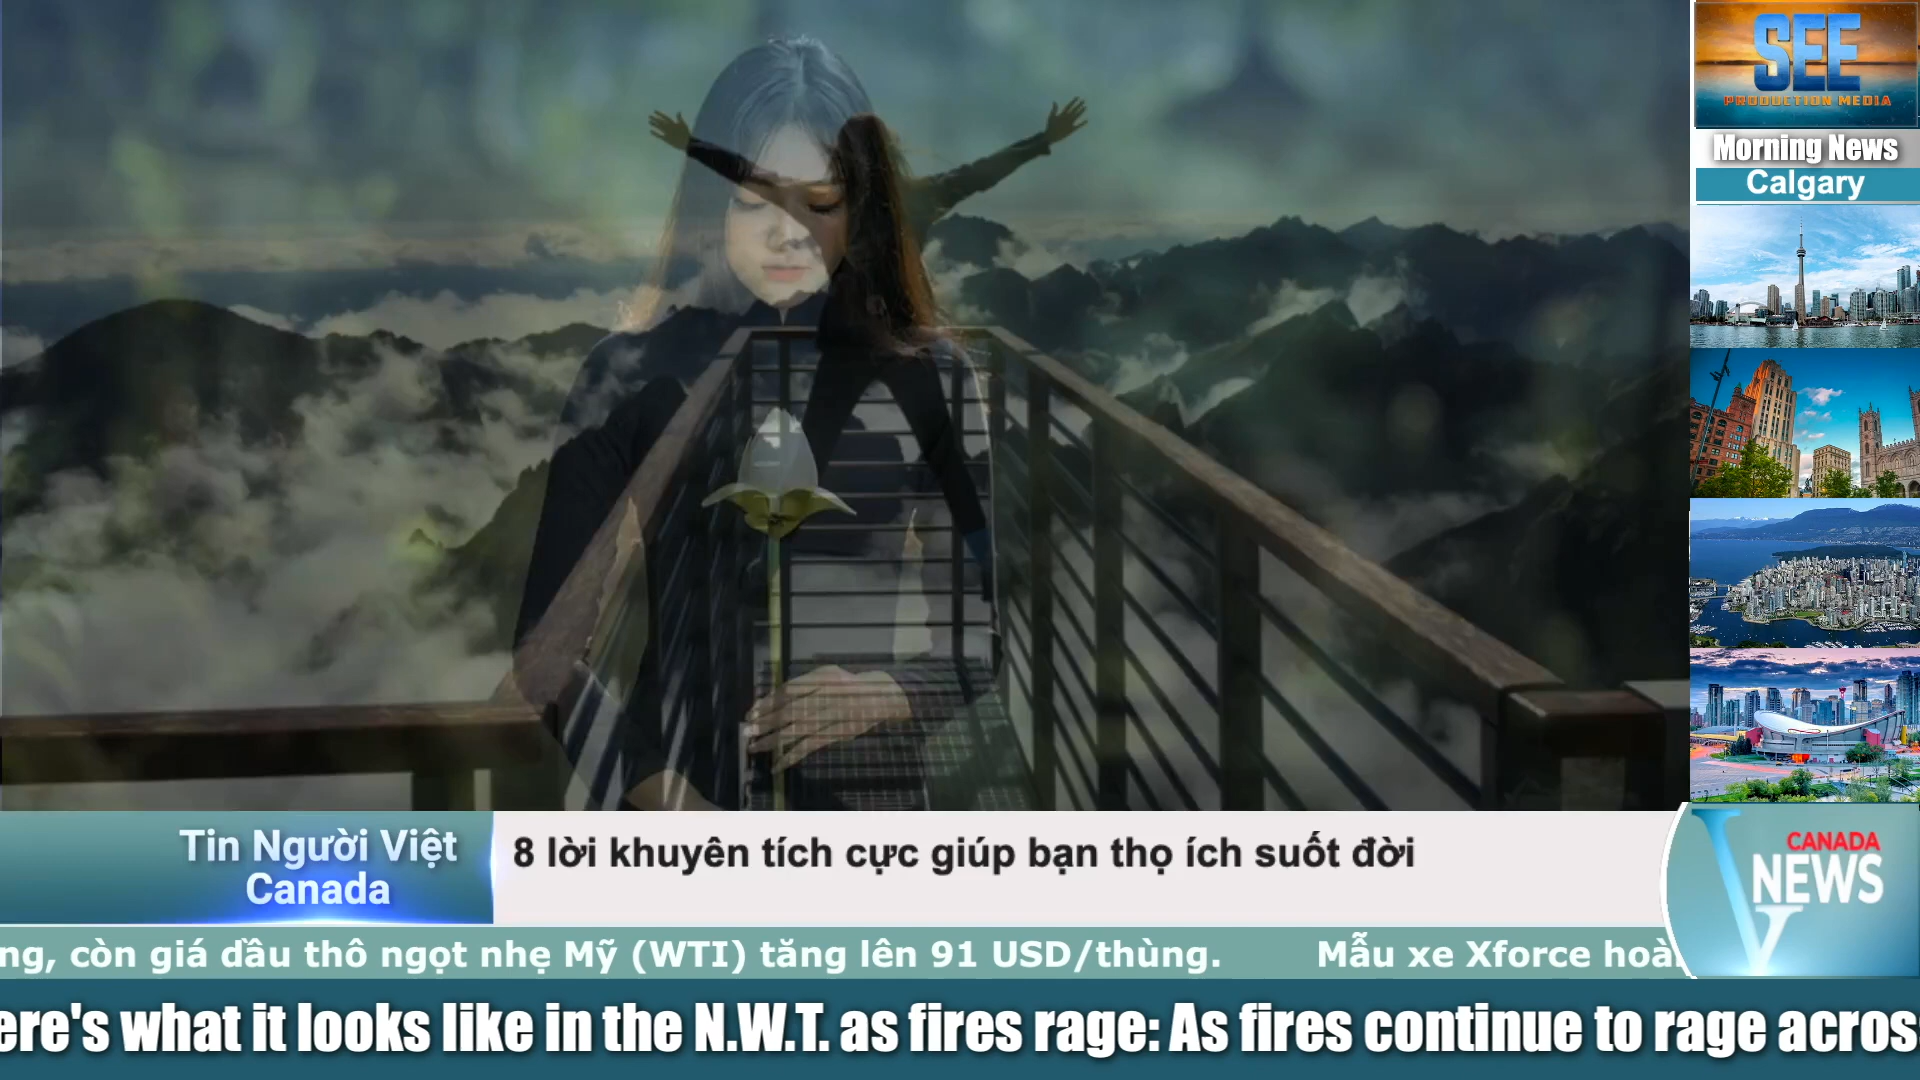 SEE
PRODUCTION MEDIA
Morning News
Calgary
Tin Người Việt
Canada
8 lời khuyên tích cực giúp bạn thọ ích suốt đời
CANADA
V NEWS
ng, còn giá dầu thô ngọt nhẹ Mỹ (WTI) tăng lên 91 USD/thùng. Mẫu xe Xforce hoàn
ere's what it looks like in the N.W.T. as fires rage: As fires continue to rage across